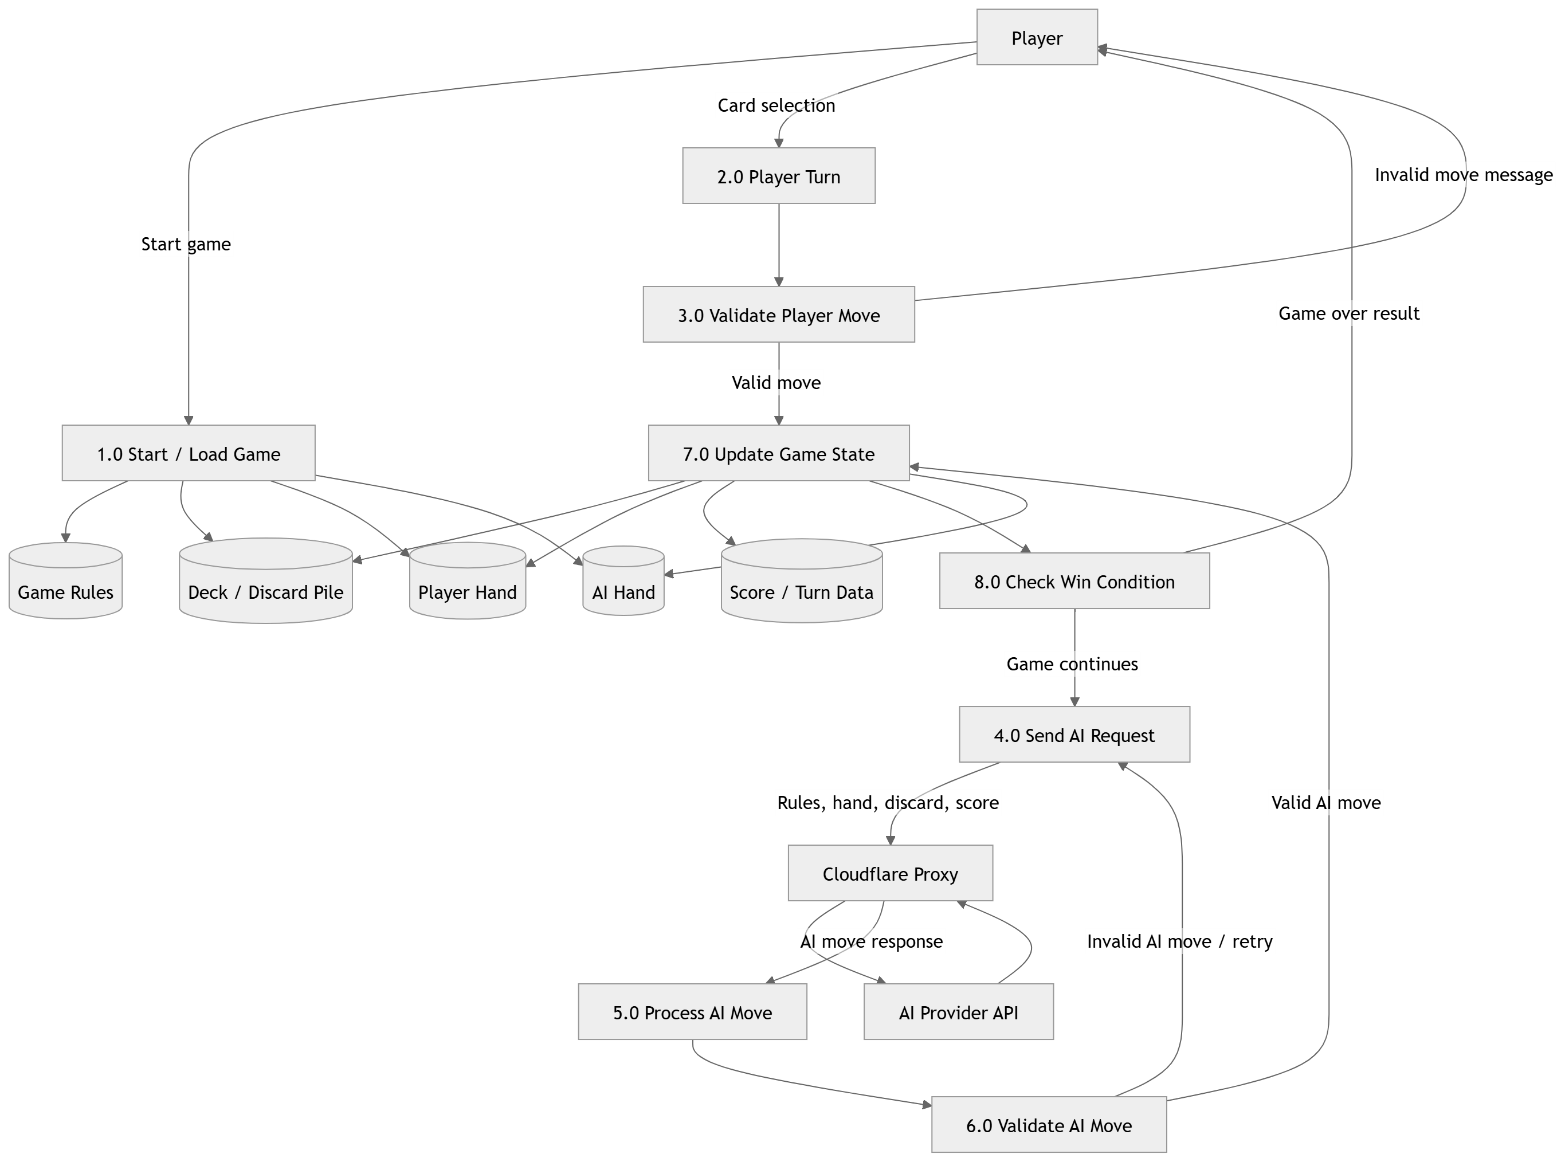 Player
Card selection
2.0 Player Turn
Invalid move message
Start game
3.0 Validate Player Move
Game over result
Valid move
1.0 Start / Load Game
7.0 Update Game State
Game Rules
Deck / Discard Pile
Player Hand
AI Hand
Score / Turn Data
8.0 Check Win Condition
Game continues
4.0 Send AI Request
Rules, hand, discard, score
Valid AI move
Cloudflare Proxy
AI move response
Invalid AI move / retry
5.0 Process AI Move
AI Provider API
6.0 Validate AI Move